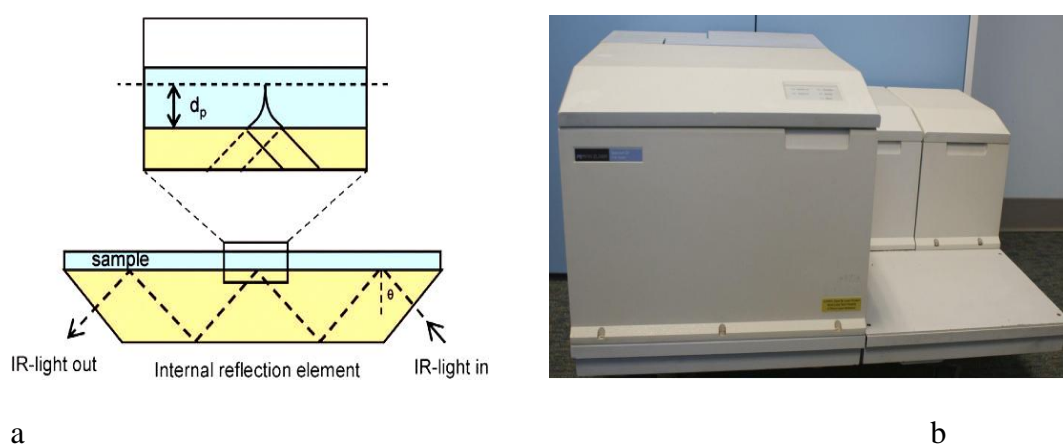 dp
sample
θ
IR-light out
Internal reflection element
IR-light in
a
b